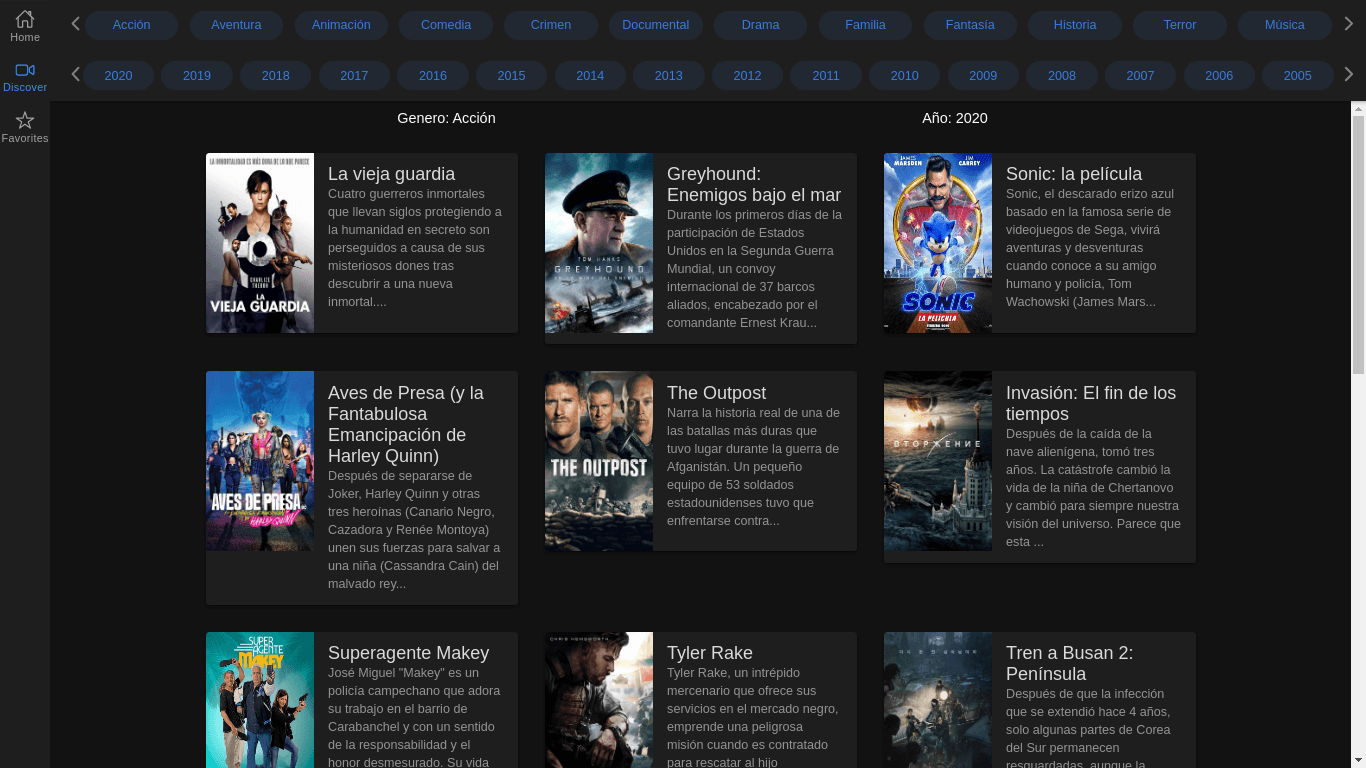 Home
Discover
Favorites
Acción
Aventura
Animación
Comedia
Crimen
Documental
Drama
Familia
Fantasía
Historia
Terror
Música
2020
2019
2018
2017
2016
2015
2014
2013
2012
2011
2010
2009
2008
2007
2006
2005
Genero: Acción
Año: 2020
LA INMORTALIDAD ES MÁS DURA DE LO QUE PARECE
CHARLIZE
THERON
LA
VIEJA GUARDIA
La vieja guardia
Cuatro guerreros inmortales
que llevan siglos protegiendo a
la humanidad en secreto son
perseguidos a causa de sus
misteriosos dones tras
descubrir a una nueva
inmortal....
TOM HANKS
GREYHOUND
Greyhound:
Enemigos bajo el mar
Durante los primeros días de la
participación de Estados
Unidos en la Segunda Guerra
Mundial, un convoy
internacional de 37 barcos
aliados, encabezado por el
comandante Ernest Krau...
JAMES
MARSDEN
JIM
CARREY
SONIC
LA PELÍCULA
Sonic: la película
Sonic, el descarado erizo azul
basado en la famosa serie de
videojuegos de Sega, vivirá
aventuras y desventuras
cuando conoce a su amigo
humano y policía, Tom
Wachowski (James Mars...
AVES DE PRESA
HARLEY QUINN
Aves de Presa (y la
Fantabulosa
Emancipación de
Harley Quinn)
Después de separarse de
Joker, Harley Quinn y otras
tres heroínas (Canario Negro,
Cazadora y Renée Montoya)
unen sus fuerzas para salvar a
una niña (Cassandra Cain) del
malvado rey...
THE OUTPOST
The Outpost
Narra la historia real de una de
las batallas más duras que
tuvo lugar durante la guerra de
Afganistán. Un pequeño
equipo de 53 soldados
estadounidenses tuvo que
enfrentarse contra...
ВТОРЖЕНИЕ
Invasión: El fin de los
tiempos
Después de la caída de la
nave alienígena, tomó tres
años. La catástrofe cambió la
vida de la niña de Chertanovo
y cambió para siempre nuestra
visión del universo. Parece que
esta ...
SUPER
AGENTE
MAKEY
Superagente Makey
José Miguel "Makey" es un
policía campechano que adora
su trabajo en el barrio de
Carabanchel y con un sentido
de la responsabilidad y el
honor desmesurado. Su vida
CHRIS HEMSWORTH
Tyler Rake
Tyler Rake, un intrépido
mercenario que ofrece sus
servicios en el mercado negro,
emprende una peligrosa
misión cuando es contratado
para rescatar al hijo
Tren a Busan 2:
Península
Después de que la infección
que se extendió hace 4 años,
solo algunas partes de Corea
del Sur permanecen
resguardadas, aunque la